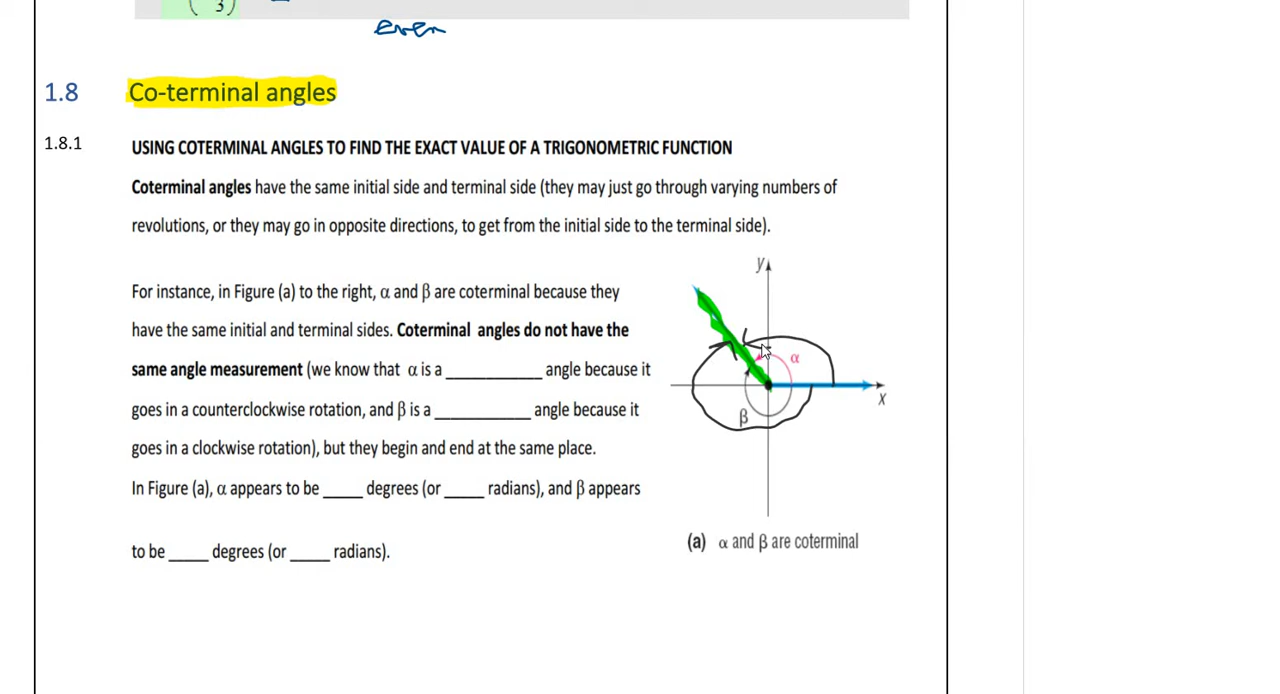 3
even
1.8 Co-terminal angles
1.8.1 USING COTERMINAL ANGLES TO FIND THE EXACT VALUE OF A TRIGONOMETRIC FUNCTION
Coterminal angles have the same initial side and terminal side (they may just go through varying numbers of
revolutions, or they may go in opposite directions, to get from the initial side to the terminal side).
For instance, in Figure (a) to the right, α and β are coterminal because they
have the same initial and terminal sides. Coterminal angles do not have the
same angle measurement (we know that α is a ___________ angle because it
goes in a counterclockwise rotation, and β is a ___________ angle because it
goes in a clockwise rotation), but they begin and end at the same place.
In Figure (a), α appears to be ____ degrees (or ____ radians), and β appears
to be ____ degrees (or ____ radians).
y
α
x
β
(a) α and β are coterminal